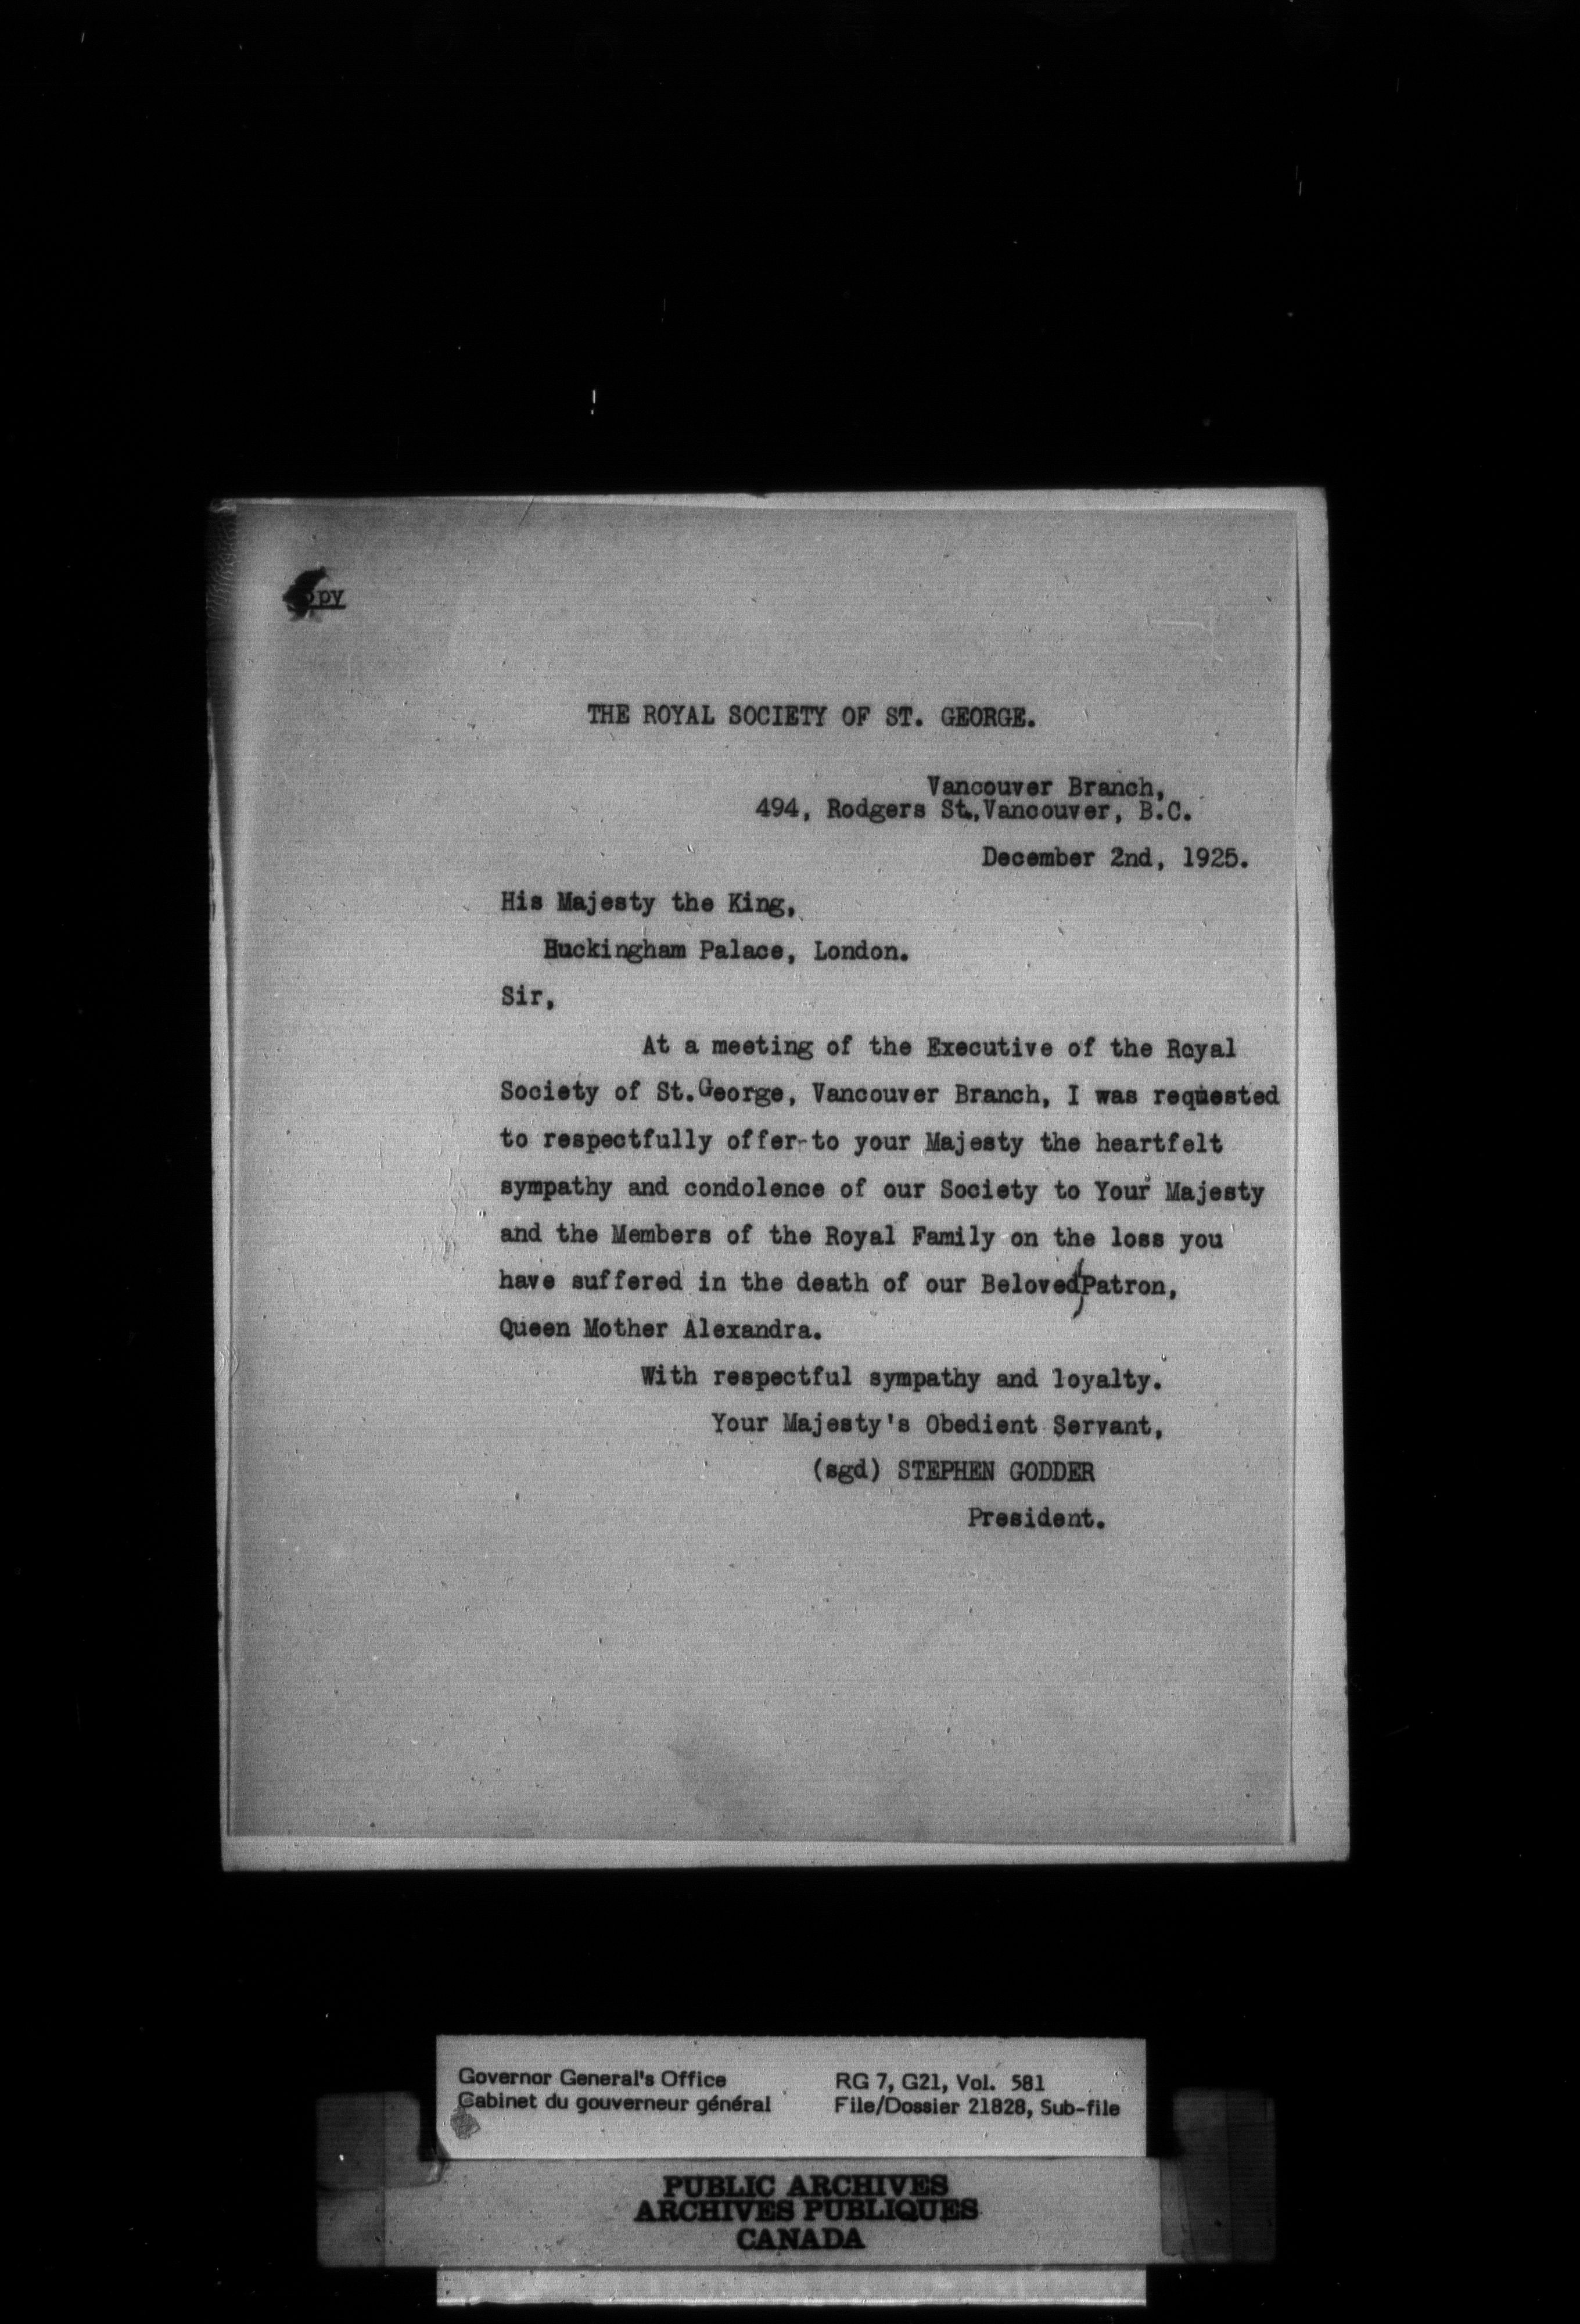 opy
THE ROYAL SOCIETY OF ST. GEORGE.
Vancouver Branch,
494, Rodgers St.,Vancouver, B.C.
December 2nd, 1925.
His Majesty the King,
Buckingham Palace, London.
Sir,
At a meeting of the Executive of the Royal
Society of St.George, Vancouver Branch, I was requested
to respectfully offer-to your Majesty the heartfelt
sympathy and condolence of our Society to Your Majesty
and the Members of the Royal Family on the loss you
have suffered in the death of our Beloved Patron,
Queen Mother Alexandra.
With respectful sympathy and loyalty.
Your Majesty's Obedient Servant,
(sgd) STEPHEN GODDER
President.
Governor General's Office RG 7, G21, Vol. 581
Cabinet du gouverneur général File/Dossier 21828, Sub-file
PUBLIC ARCHIVES
ARCHIVES PUBLIQUES
CANADA